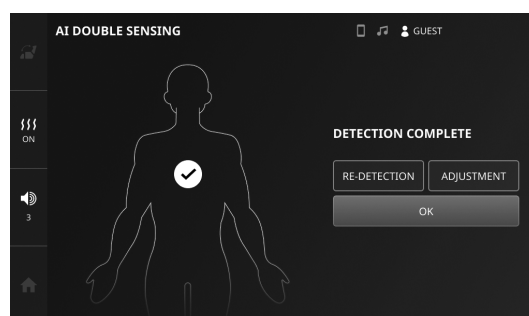 AI DOUBLE SENSING
GUEST
ON
3
DETECTION COMPLETE
RE-DETECTION
ADJUSTMENT
OK